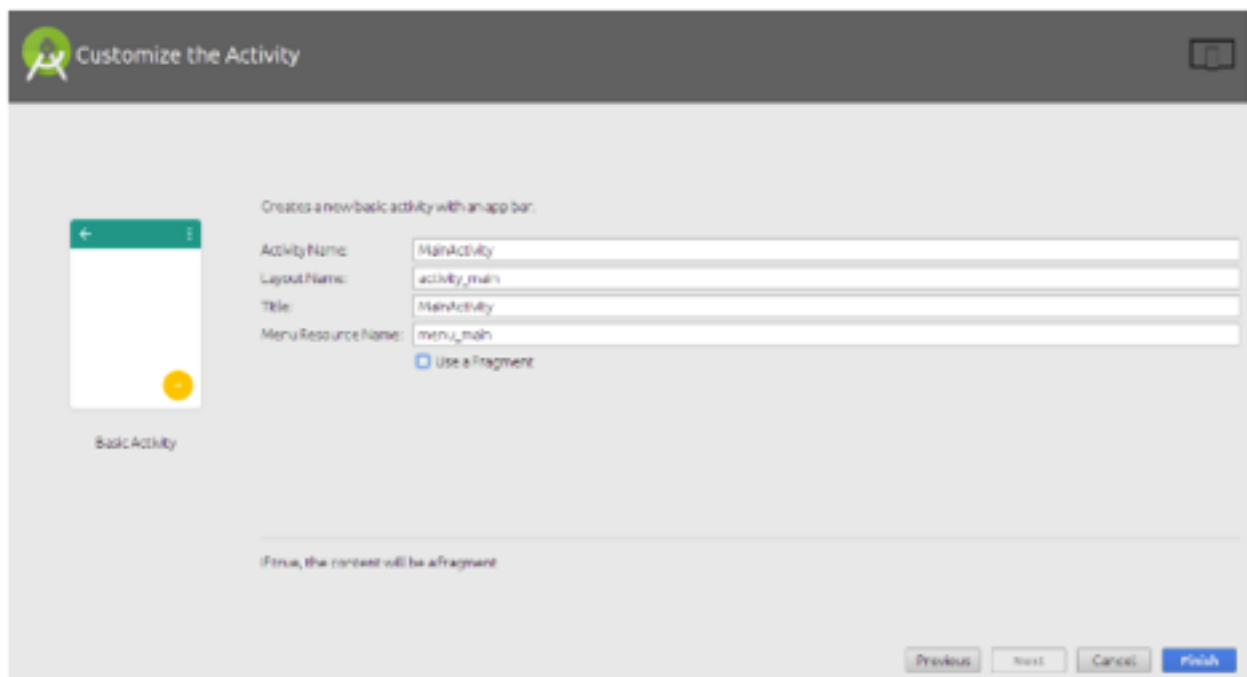 Customize the Activity
Creates a new basic activity with an app bar.
Activity Name: MainActivity
Layout Name: activity_main
Title: MainActivity
Menu Resource Name: menu_main
Use a Fragment
Basic Activity
If true, the content will be a fragment
Previous Next Cancel Finish